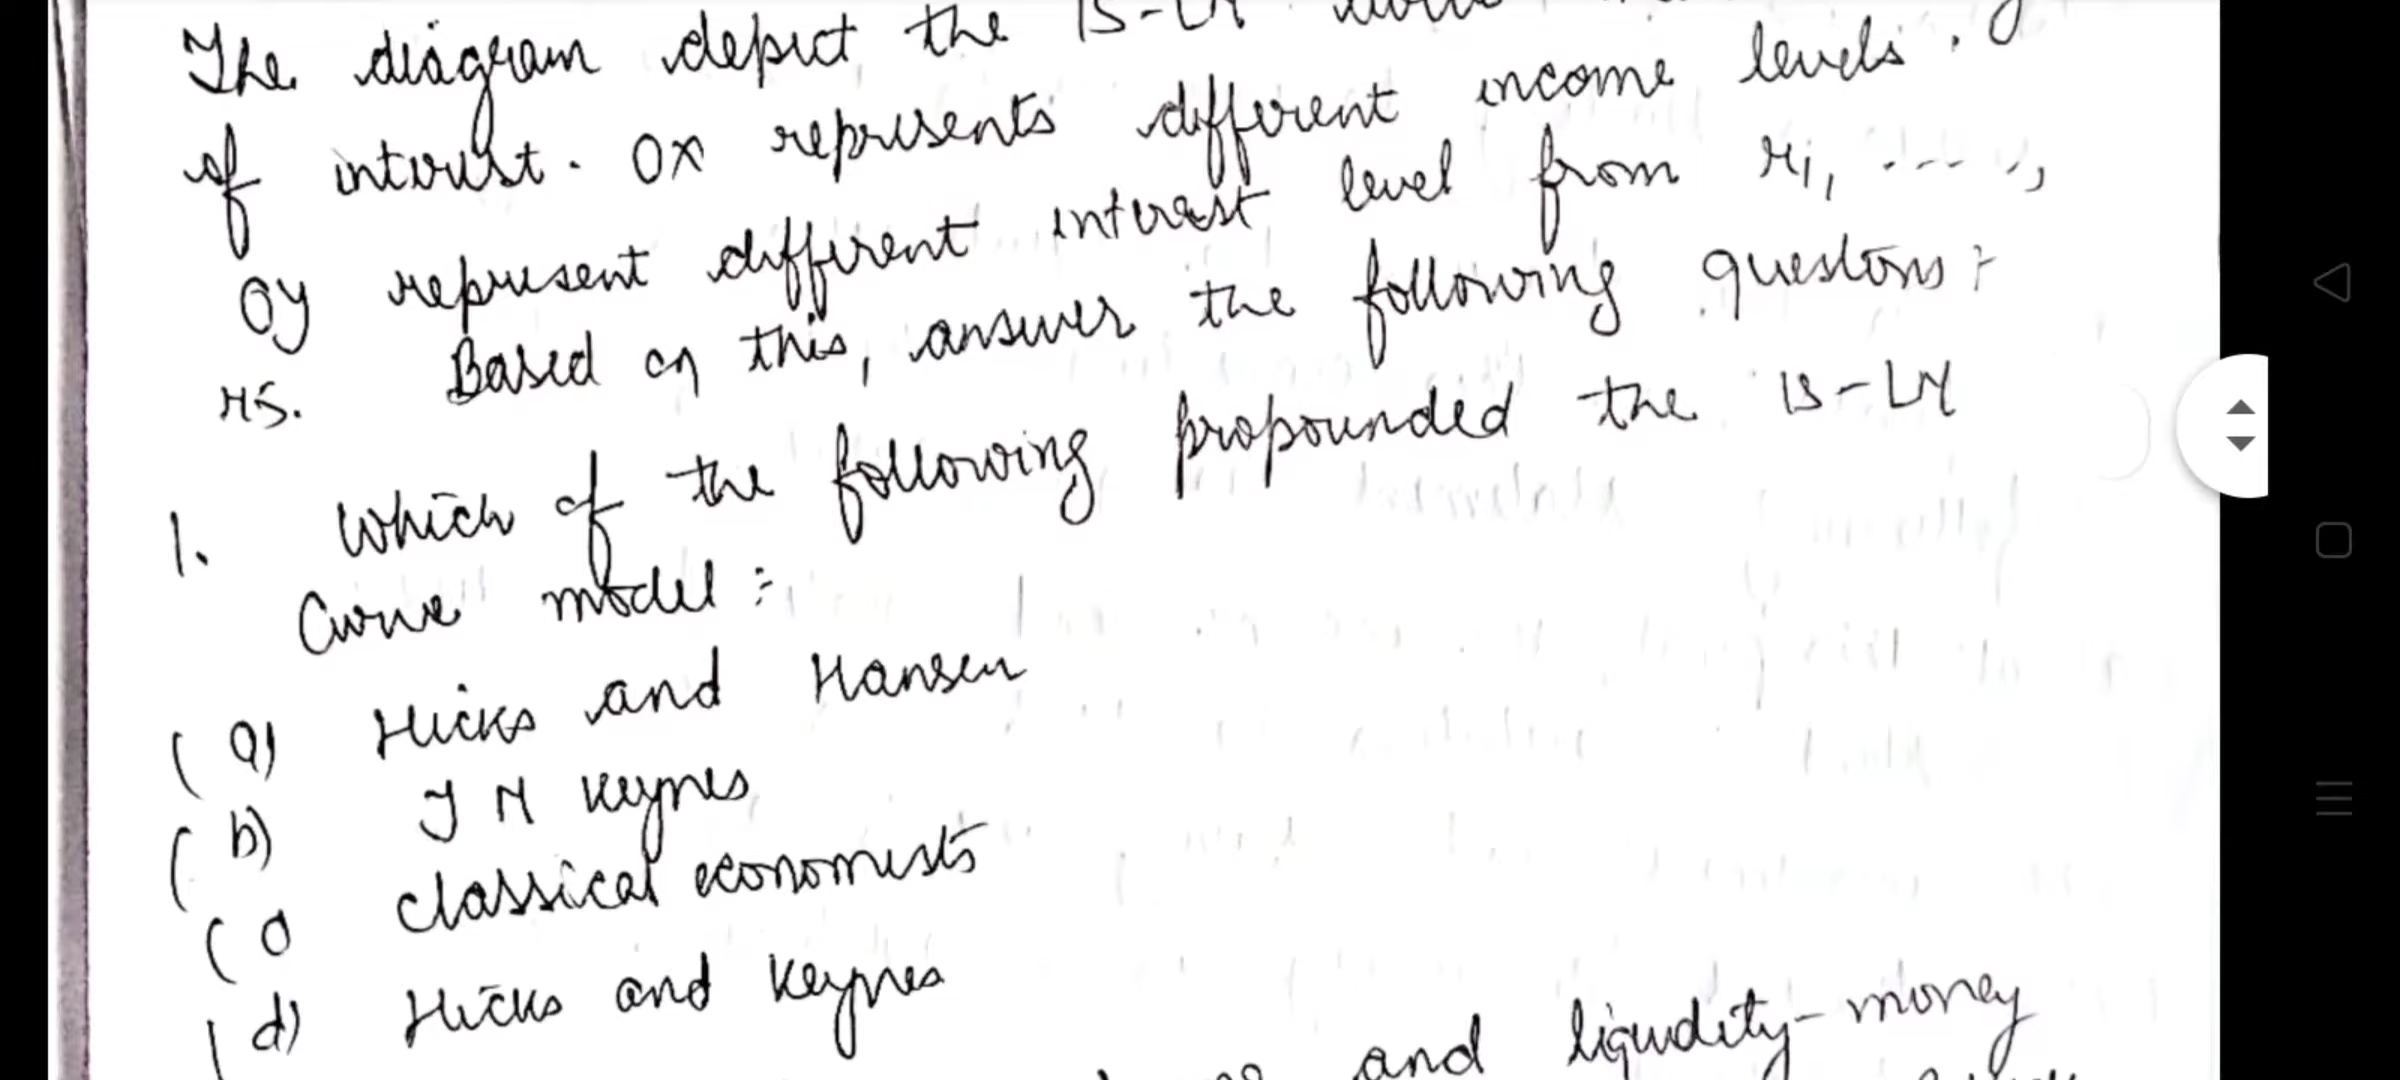 The diagram depict the IS-LM
of interest. OX represents different income levels.
OY represent different interest level from r1, ----,
r5. Based on this, answer the following questions:-
1. Which of the following propounded the IS-LM
Curve model :-
(a) Hicks and Hansen
(b) J M Keynes
(c) classical economists
(d) Hicks and Keynes
and liquidity-money